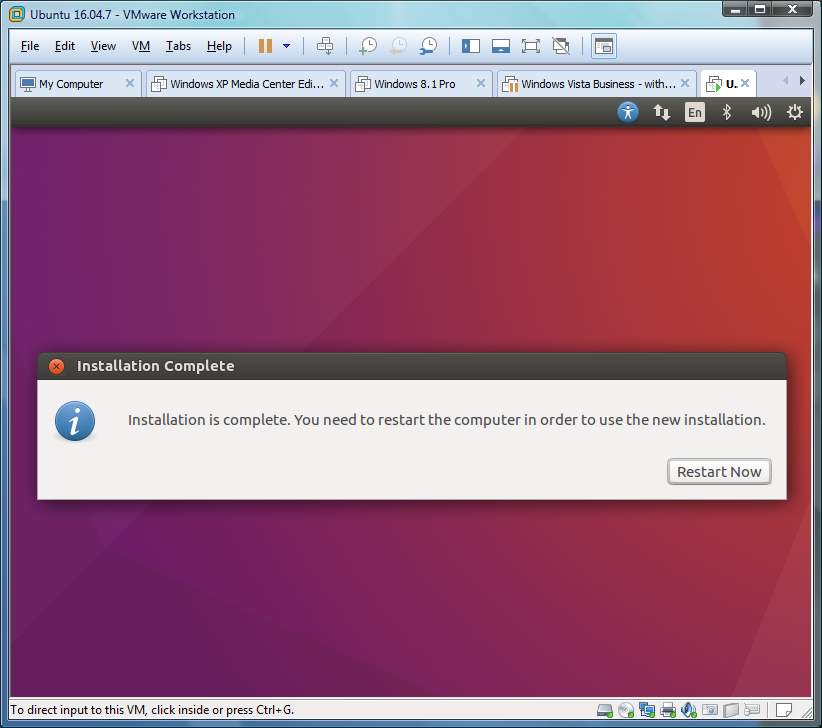 Ubuntu 16.04.7 - VMware Workstation
File Edit View VM Tabs Help
My Computer Windows XP Media Center Edi... Windows 8.1 Pro Windows Vista Business - with... U..
En
Installation Complete
Installation is complete. You need to restart the computer in order to use the new installation.
Restart Now
To direct input to this VM, click inside or press Ctrl+G.